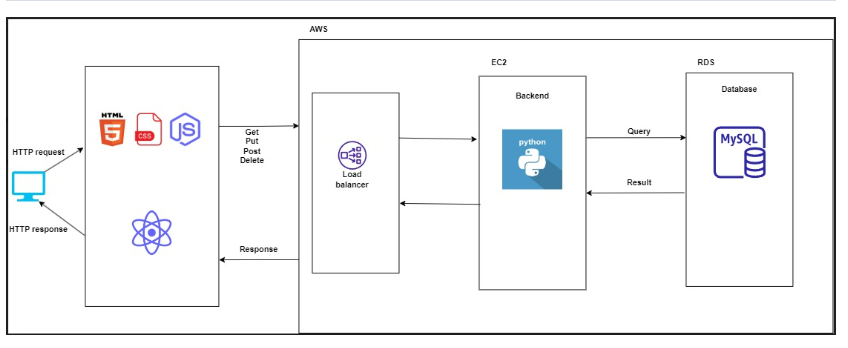 AWS
EC2
RDS
HTML
5
CSS
JS
HTTP request
HTTP response
Get
Put
Post
Delete
Response
Load
balancer
Backend
python
Query
Result
Database
MySQL